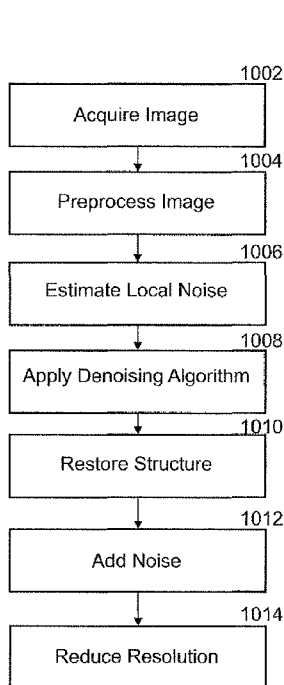 1002
Acquire Image
1004
Preprocess Image
1006
Estimate Local Noise
1008
Apply Denoising Algorithm
1010
Restore Structure
1012
Add Noise
1014
Reduce Resolution